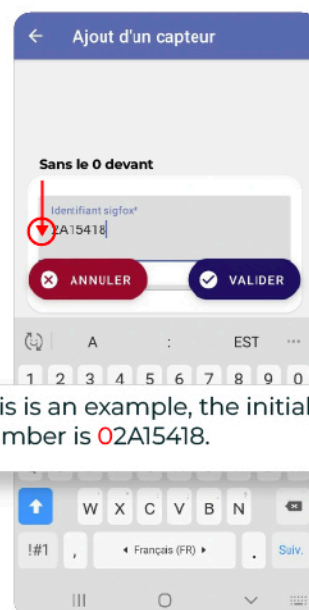 Ajout d'un capteur
Sans le 0 devant
Identifiant sigfox*
2A15418
ANNULER
VALIDER
A : EST ...
1 2 3 4 5 6 7 8 9 0
is is an example, the initial
mber is 02A15418.
W X C V B N
!#1 , Français (FR) . Suiv.